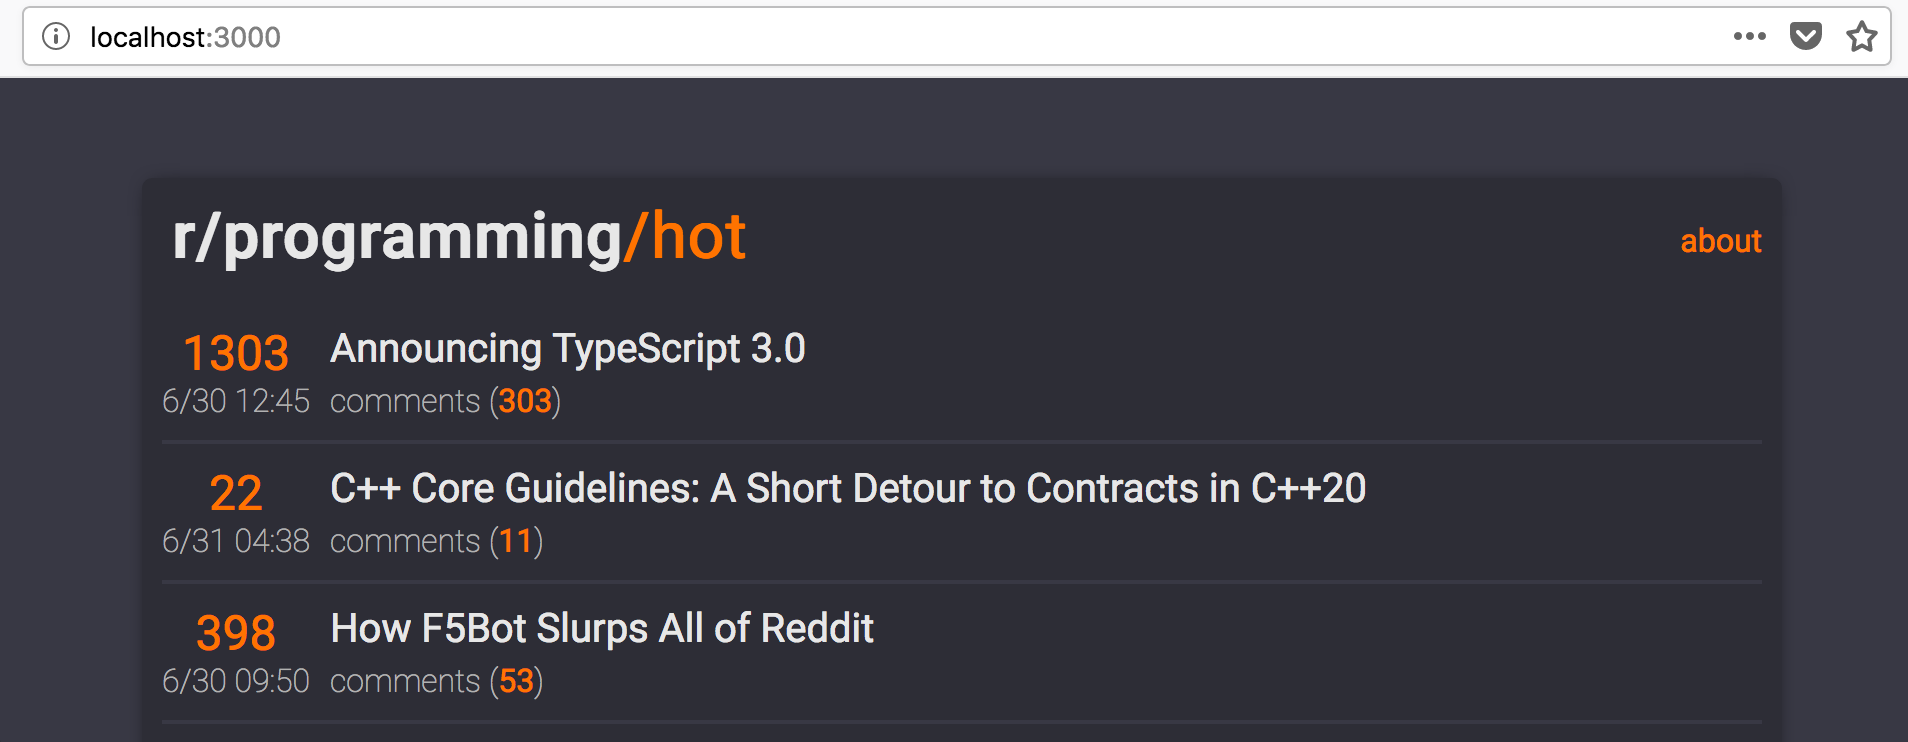 localhost:3000
r/programming/hot
about
1303
Announcing TypeScript 3.0
6/30 12:45
comments (303)
22
C++ Core Guidelines: A Short Detour to Contracts in C++20
6/31 04:38
comments (11)
398
How F5Bot Slurps All of Reddit
6/30 09:50
comments (53)